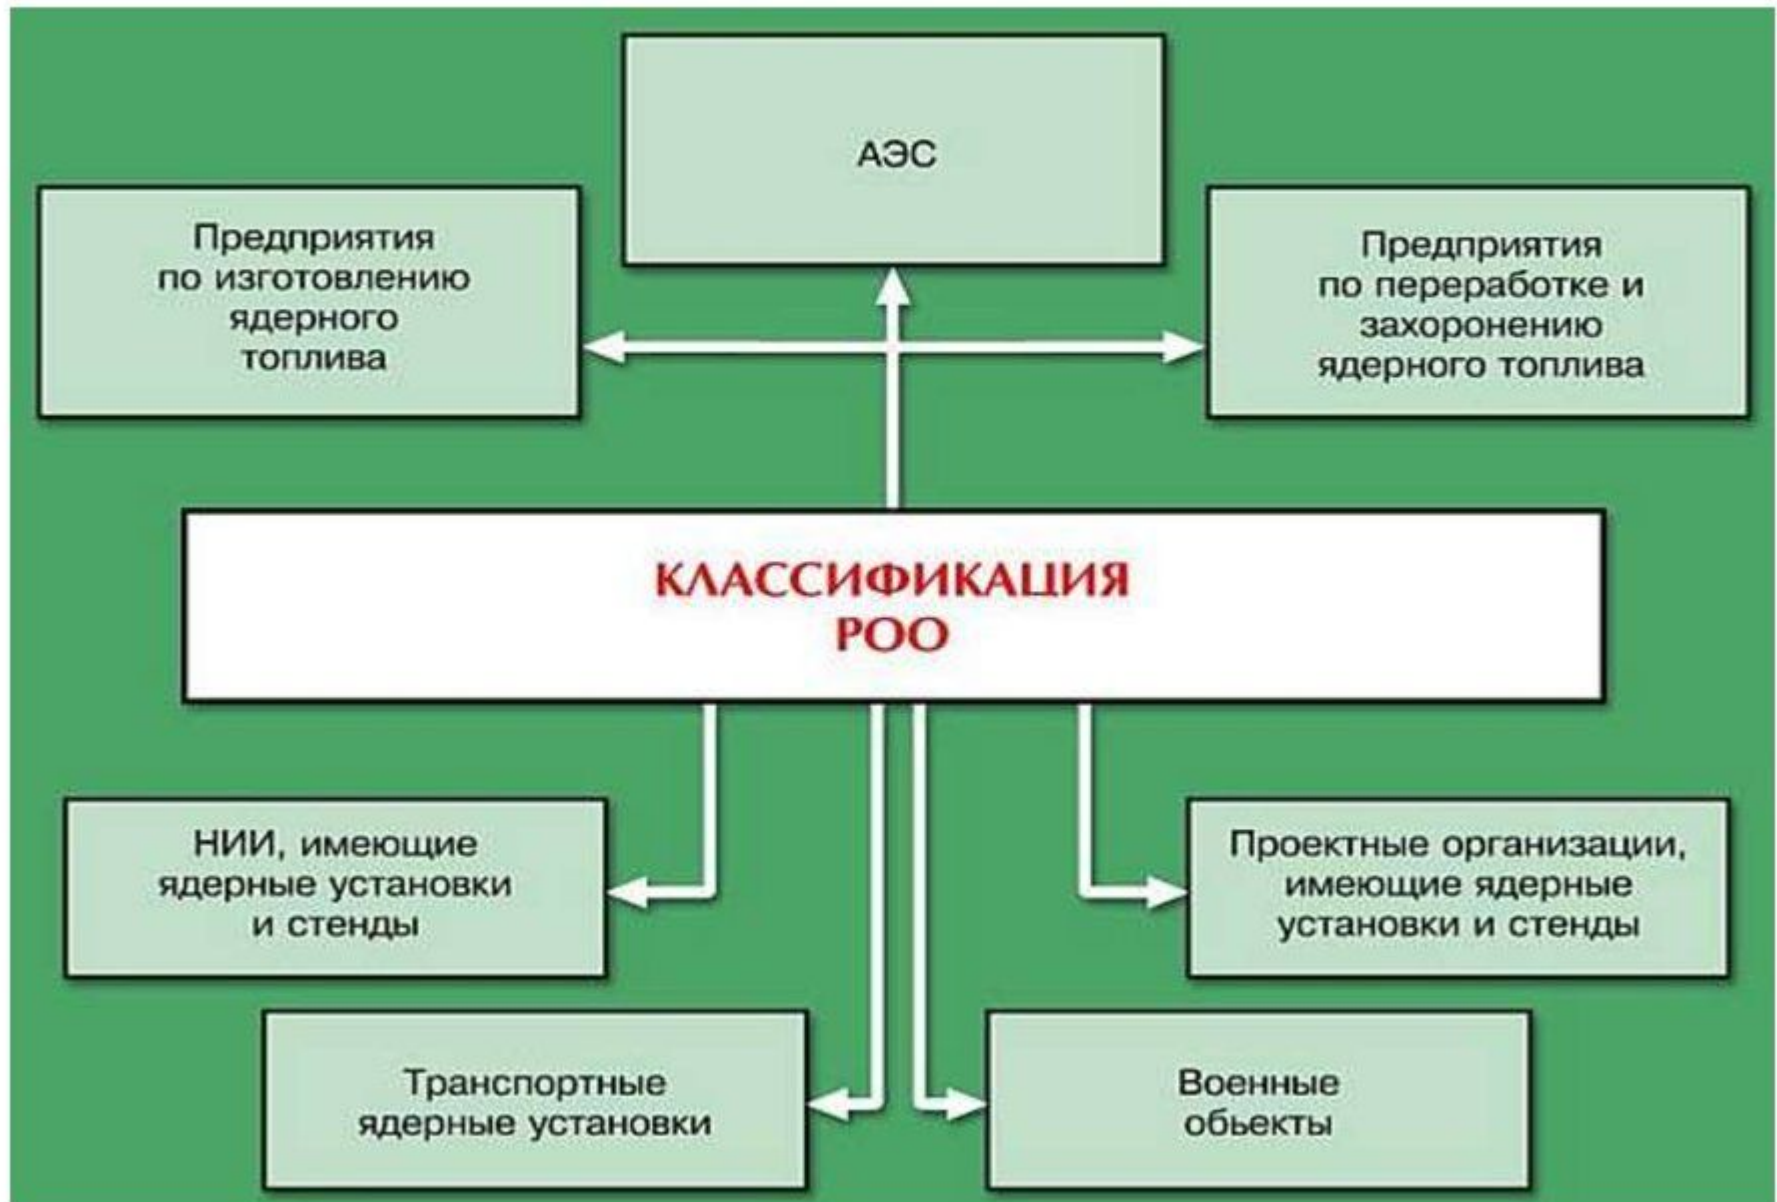 АЭС
Предприятия
по изготовлению
ядерного
топлива
Предприятия
по переработке и
захоронению
ядерного топлива
КЛАССИФИКАЦИЯ
РОО
НИИ, имеющие
ядерные установки
и стенды
Проектные организации,
имеющие ядерные
установки и стенды
Транспортные
ядерные установки
Военные
обьекты